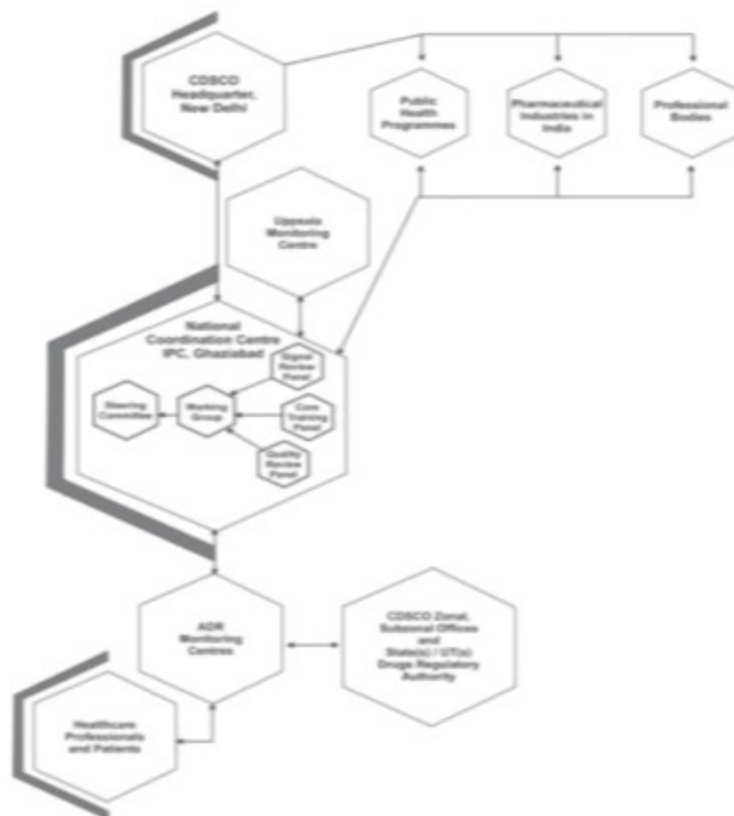 CDSCO
Headquarter,
New Delhi
Public
Health
Programmes
Pharmaceutical
Industries in
India
Professional
Bodies
Uppsala
Monitoring
Centre
National
Coordination Centre
IPC, Ghaziabad
Signal
Review
Panel
Steering
Committee
Working
Group
Core
Training
Panel
Quality
Review
Panel
ADR
Monitoring
Centres
CDSCO Zonal,
Subzonal Offices
and
State(s) / UT(s)
Drugs Regulatory
Authority
Healthcare
Professionals
and Patients